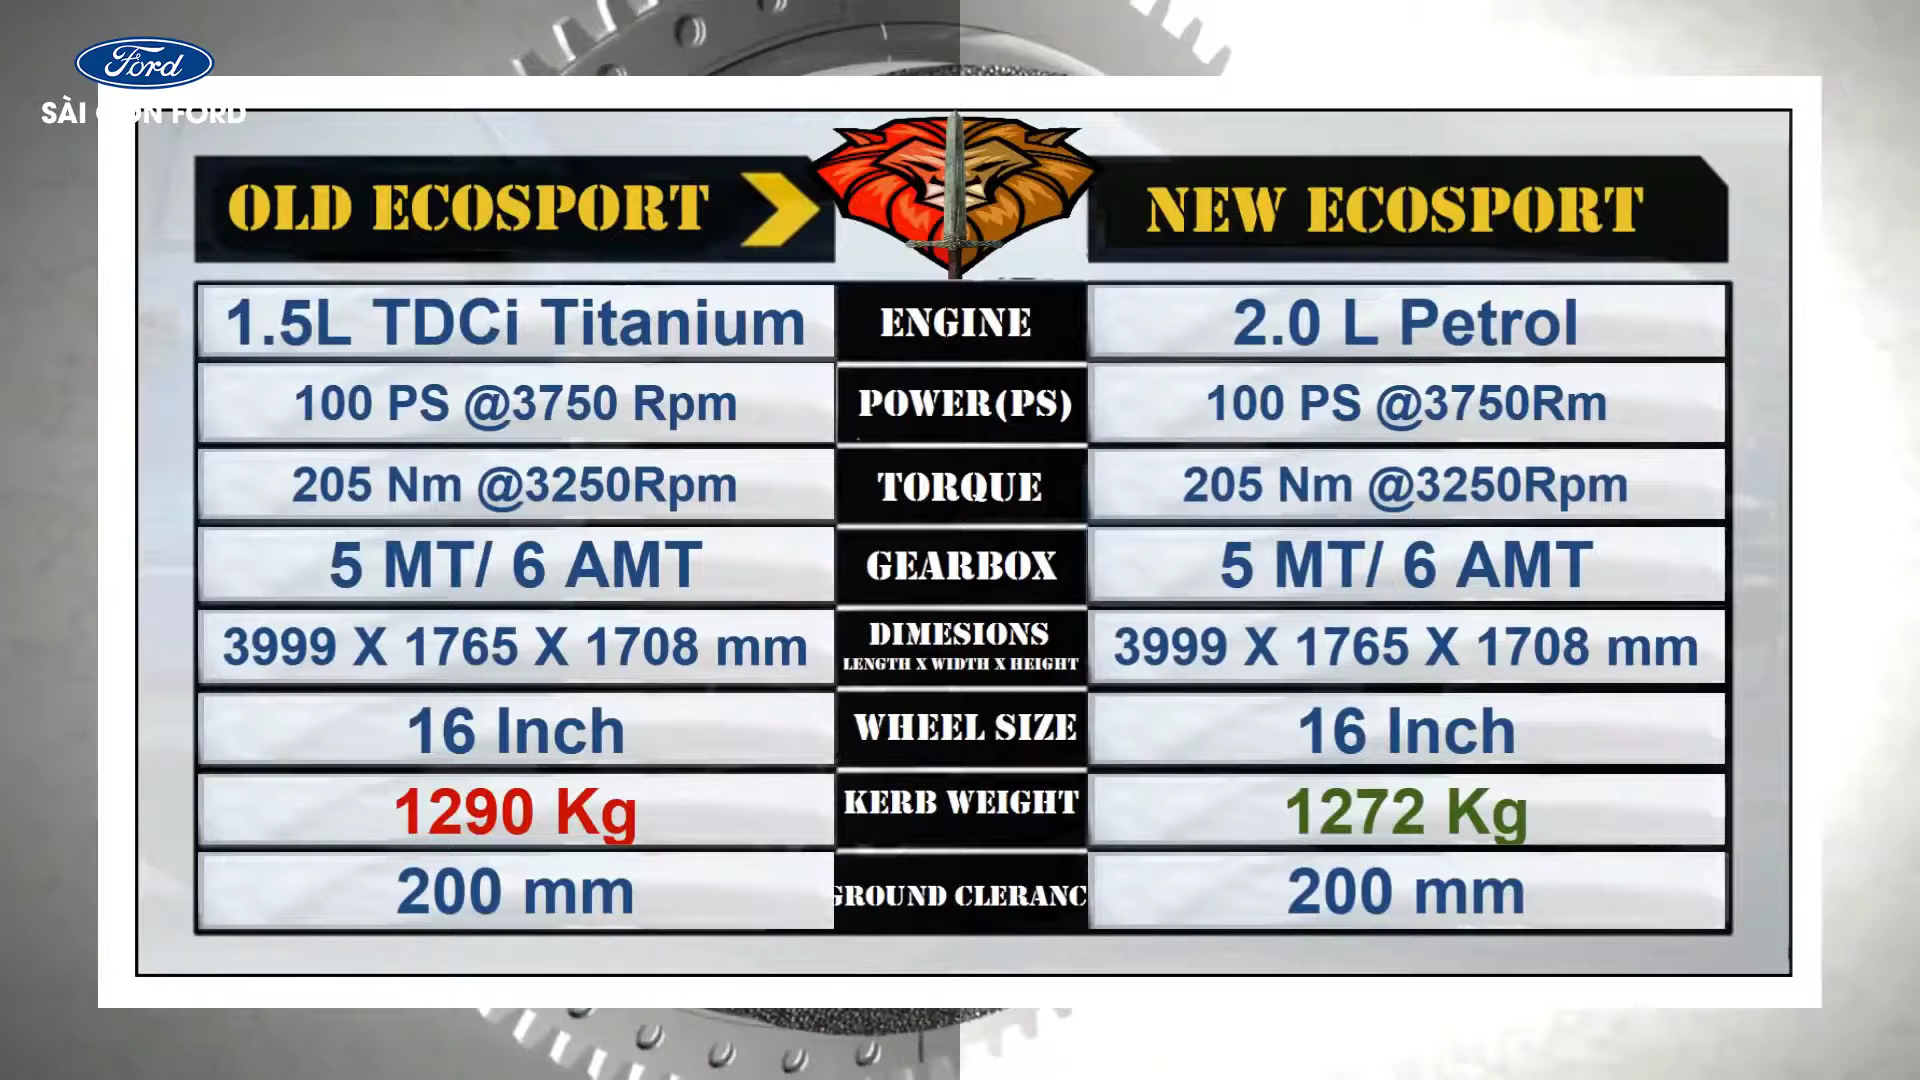 Ford
SÀI GÒN FORD
OLD ECOSPORT
NEW ECOSPORT
1.5L TDCi Titanium
ENGINE
2.0 L Petrol
100 PS @3750 Rpm
POWER(PS)
100 PS @3750Rm
205 Nm @3250Rpm
TORQUE
205 Nm @3250Rpm
5 MT/ 6 AMT
GEARBOX
5 MT/ 6 AMT
3999 X 1765 X 1708 mm
DIMESIONS
LENGTH X WIDTH X HEIGHT
3999 X 1765 X 1708 mm
16 Inch
WHEEL SIZE
16 Inch
1290 Kg
KERB WEIGHT
1272 Kg
200 mm
GROUND CLERANC
200 mm